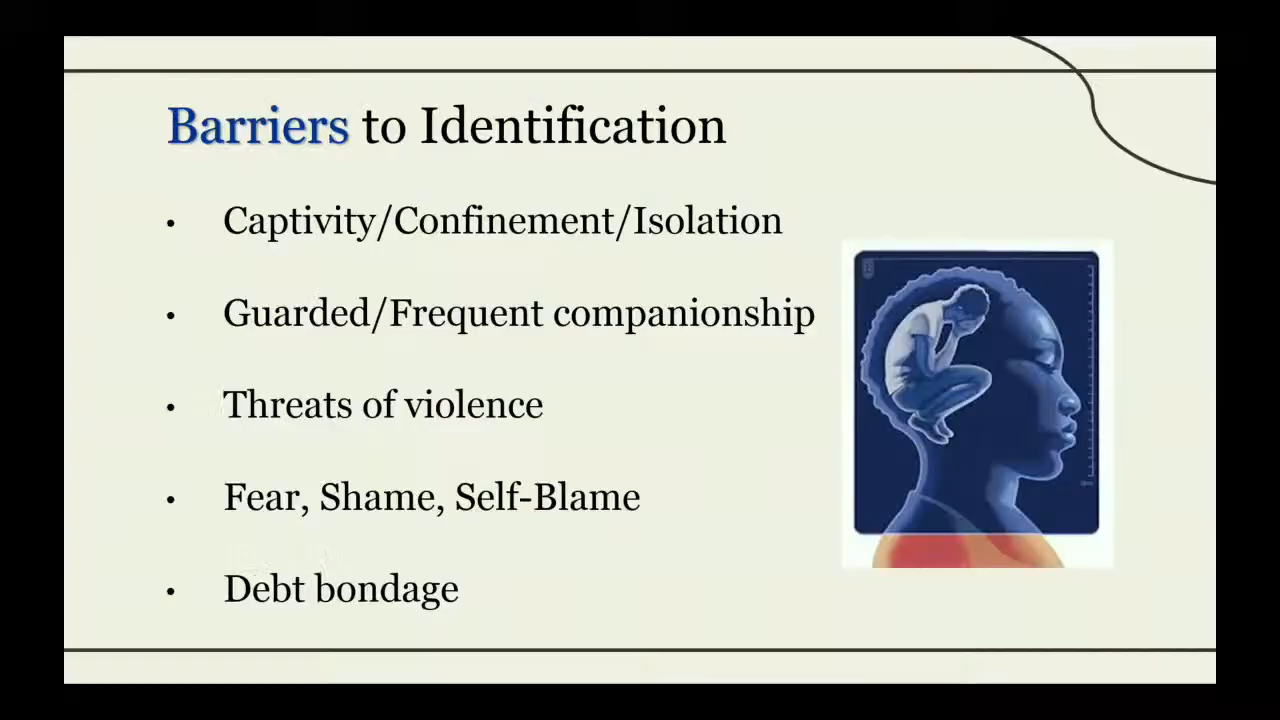 Barriers to Identification
• Captivity/Confinement/Isolation
• Guarded/Frequent companionship
• Threats of violence
• Fear, Shame, Self-Blame
• Debt bondage